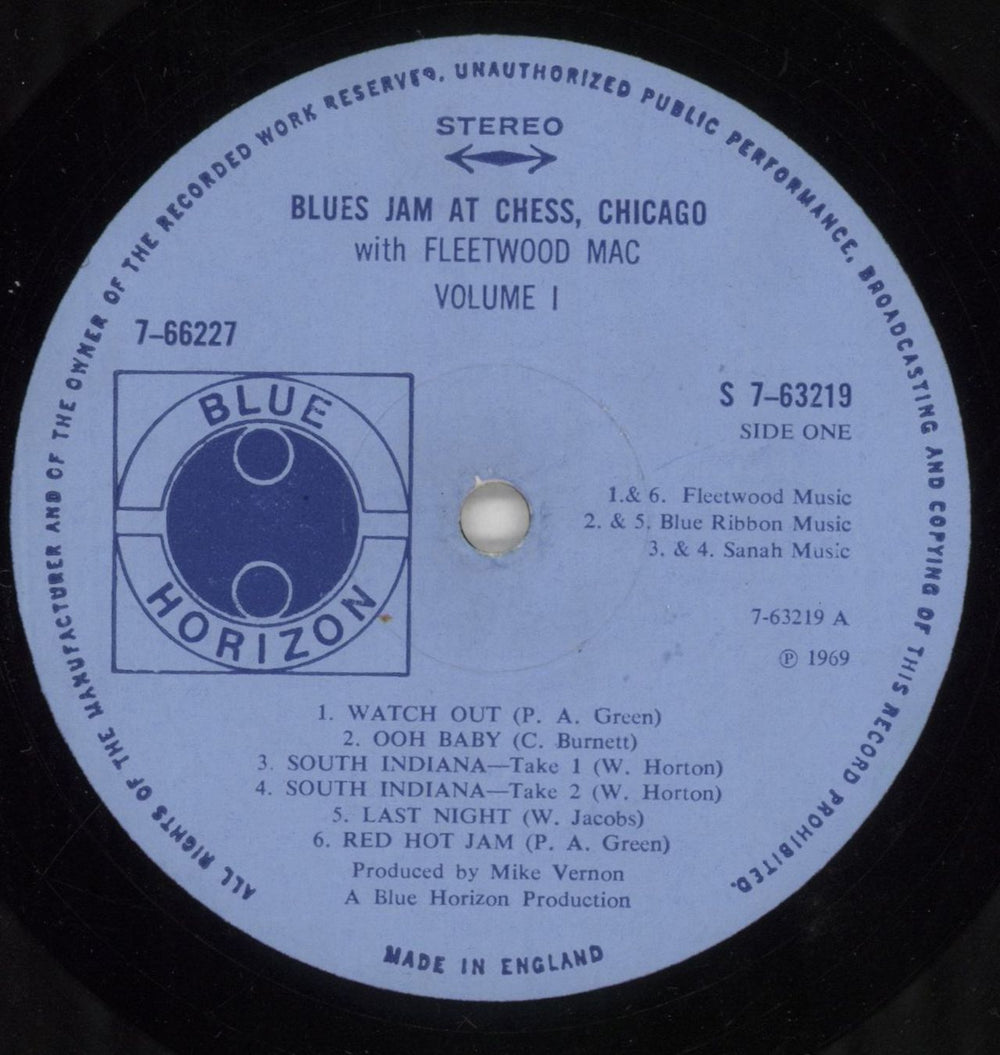 ALL RIGHTS OF THE MANUFACTURER AND OF THE OWNER OF THE RECORDED WORK RESERVED. UNAUTHORIZED PUBLIC PERFORMANCE, BROADCASTING AND COPYING OF THIS RECORD PROHIBITED.
STEREO
BLUES JAM AT CHESS, CHICAGO
with FLEETWOOD MAC
VOLUME I
7–66227
BLUE
HORIZON
S 7–63219
SIDE ONE
1.& 6. Fleetwood Music
2. & 5. Blue Ribbon Music
3. & 4. Sanah Music
7-63219 A
Ⓟ 1969
1. WATCH OUT (P. A. Green)
2. OOH BABY (C. Burnett)
3. SOUTH INDIANA—Take 1 (W. Horton)
4. SOUTH INDIANA—Take 2 (W. Horton)
5. LAST NIGHT (W. Jacobs)
6. RED HOT JAM (P. A. Green)
Produced by Mike Vernon
A Blue Horizon Production
MADE IN ENGLAND